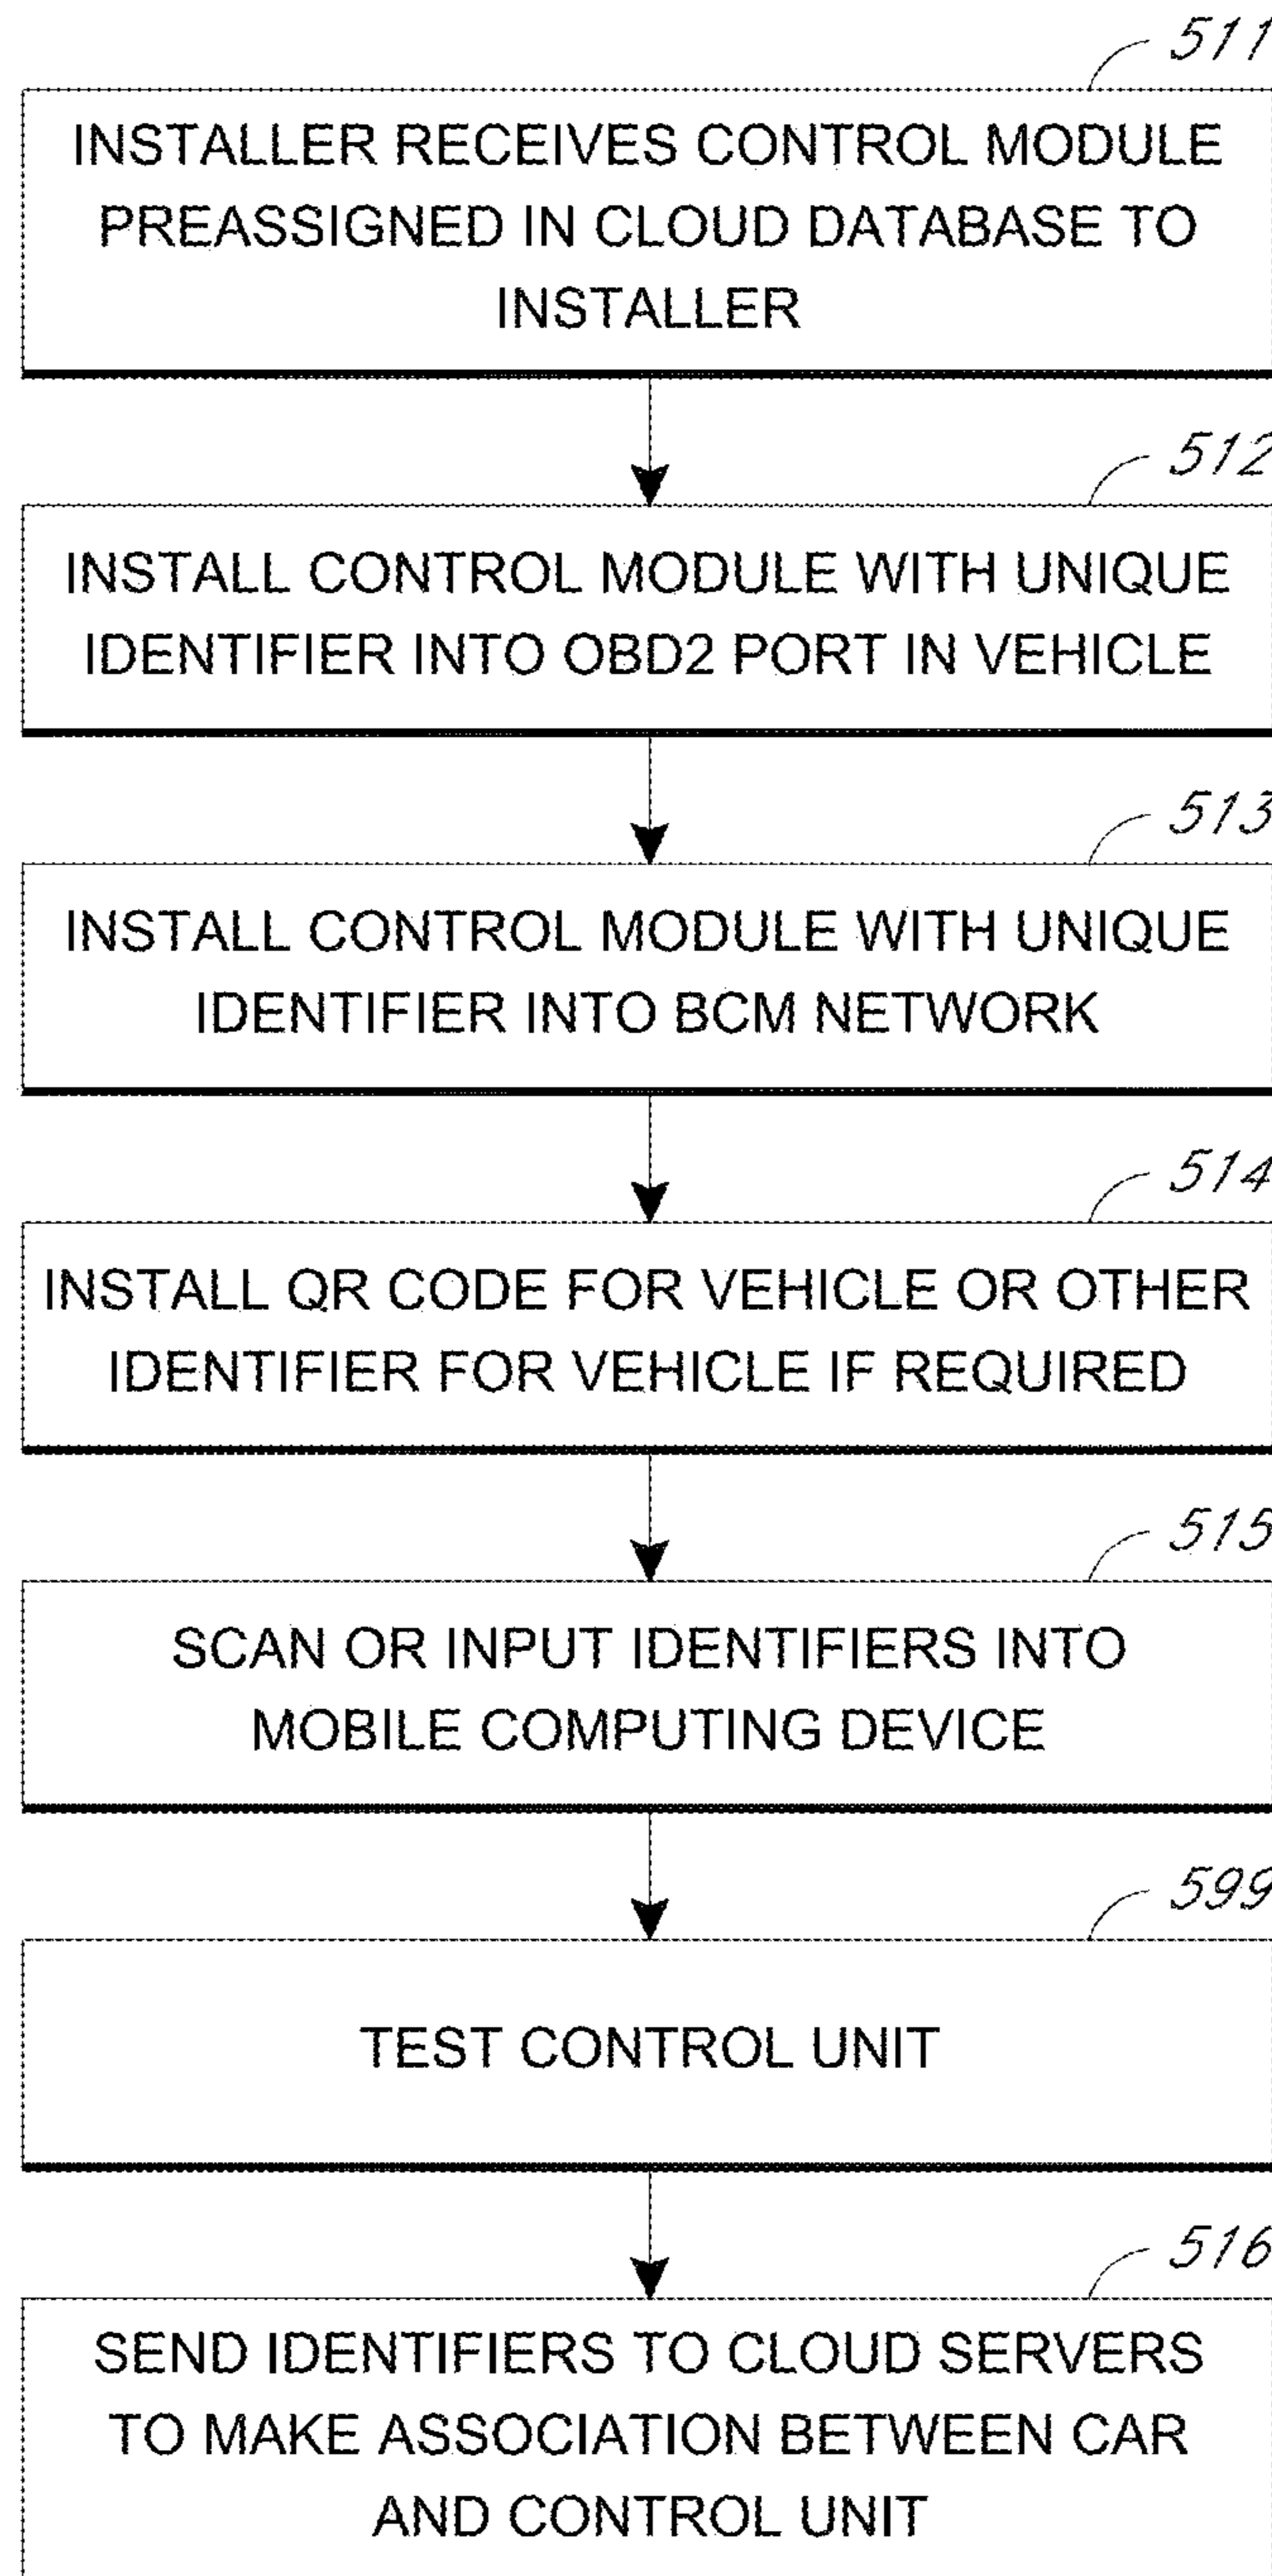 511
INSTALLER RECEIVES CONTROL MODULE
PREASSIGNED IN CLOUD DATABASE TO
INSTALLER
512
INSTALL CONTROL MODULE WITH UNIQUE
IDENTIFIER INTO OBD2 PORT IN VEHICLE
513
INSTALL CONTROL MODULE WITH UNIQUE
IDENTIFIER INTO BCM NETWORK
514
INSTALL QR CODE FOR VEHICLE OR OTHER
IDENTIFIER FOR VEHICLE IF REQUIRED
515
SCAN OR INPUT IDENTIFIERS INTO
MOBILE COMPUTING DEVICE
599
TEST CONTROL UNIT
516
SEND IDENTIFIERS TO CLOUD SERVERS
TO MAKE ASSOCIATION BETWEEN CAR
AND CONTROL UNIT